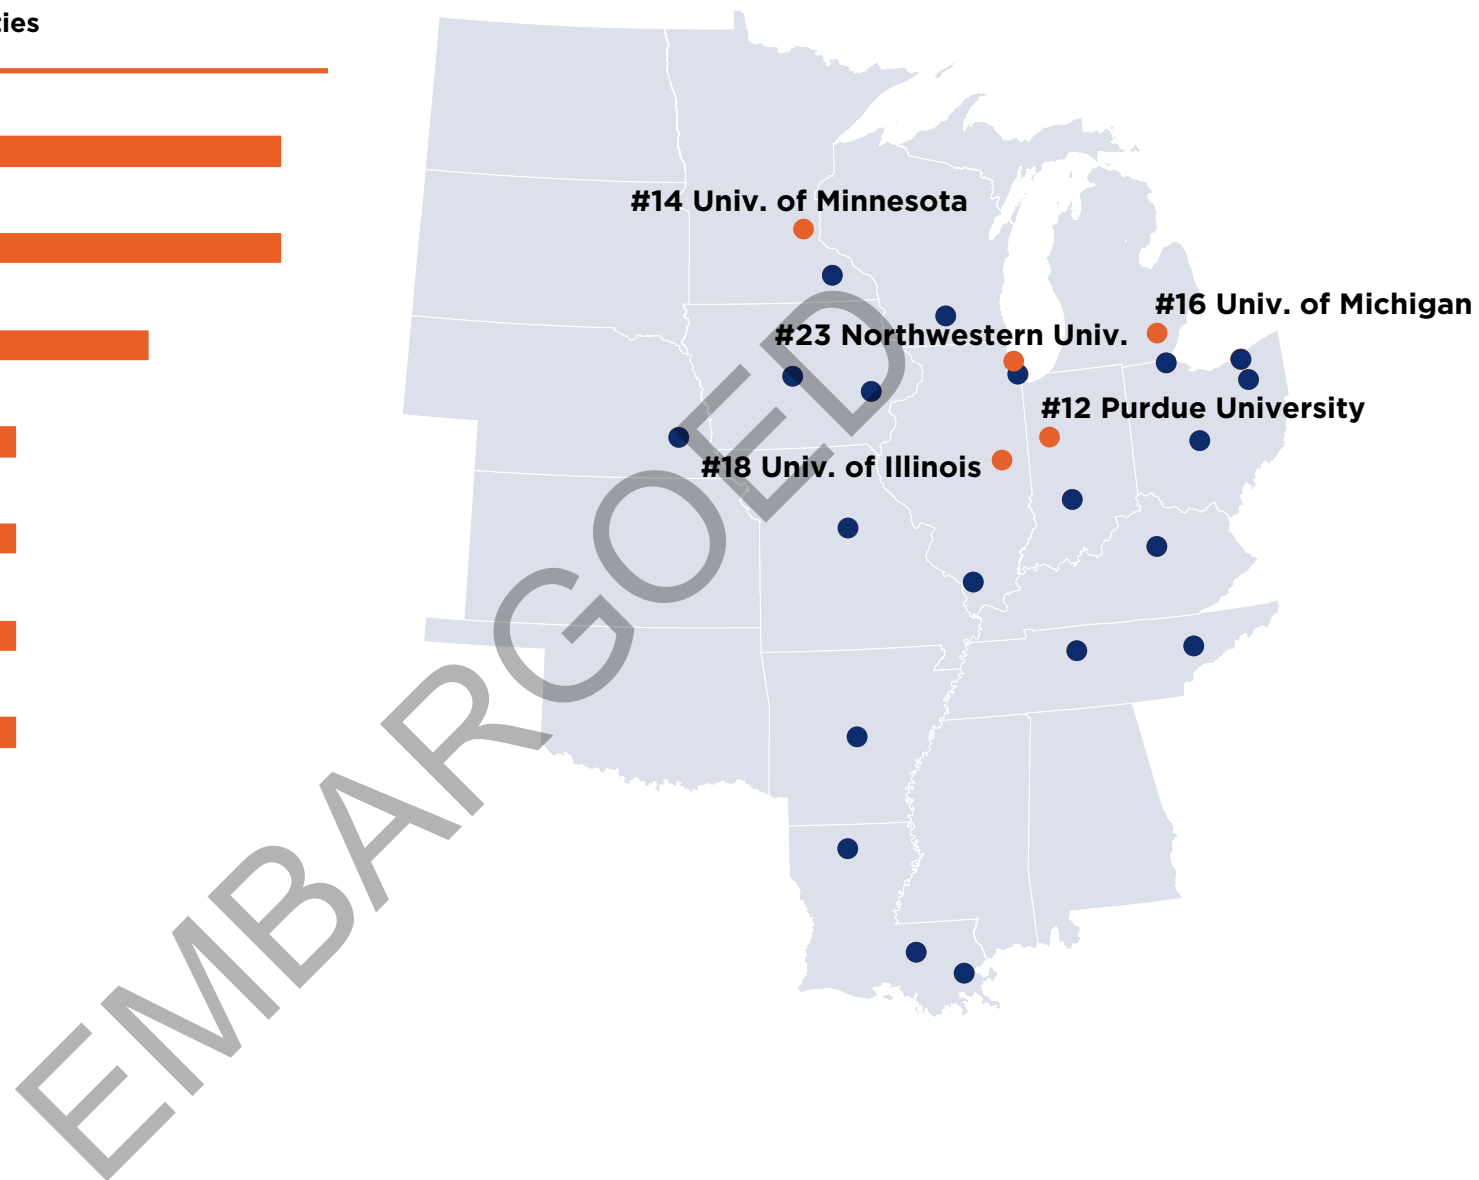 ties
#14 Univ. of Minnesota
#16 Univ. of Michigan
#23 Northwestern Univ.
#12 Purdue University
#18 Univ. of Illinois
EMBARGOED